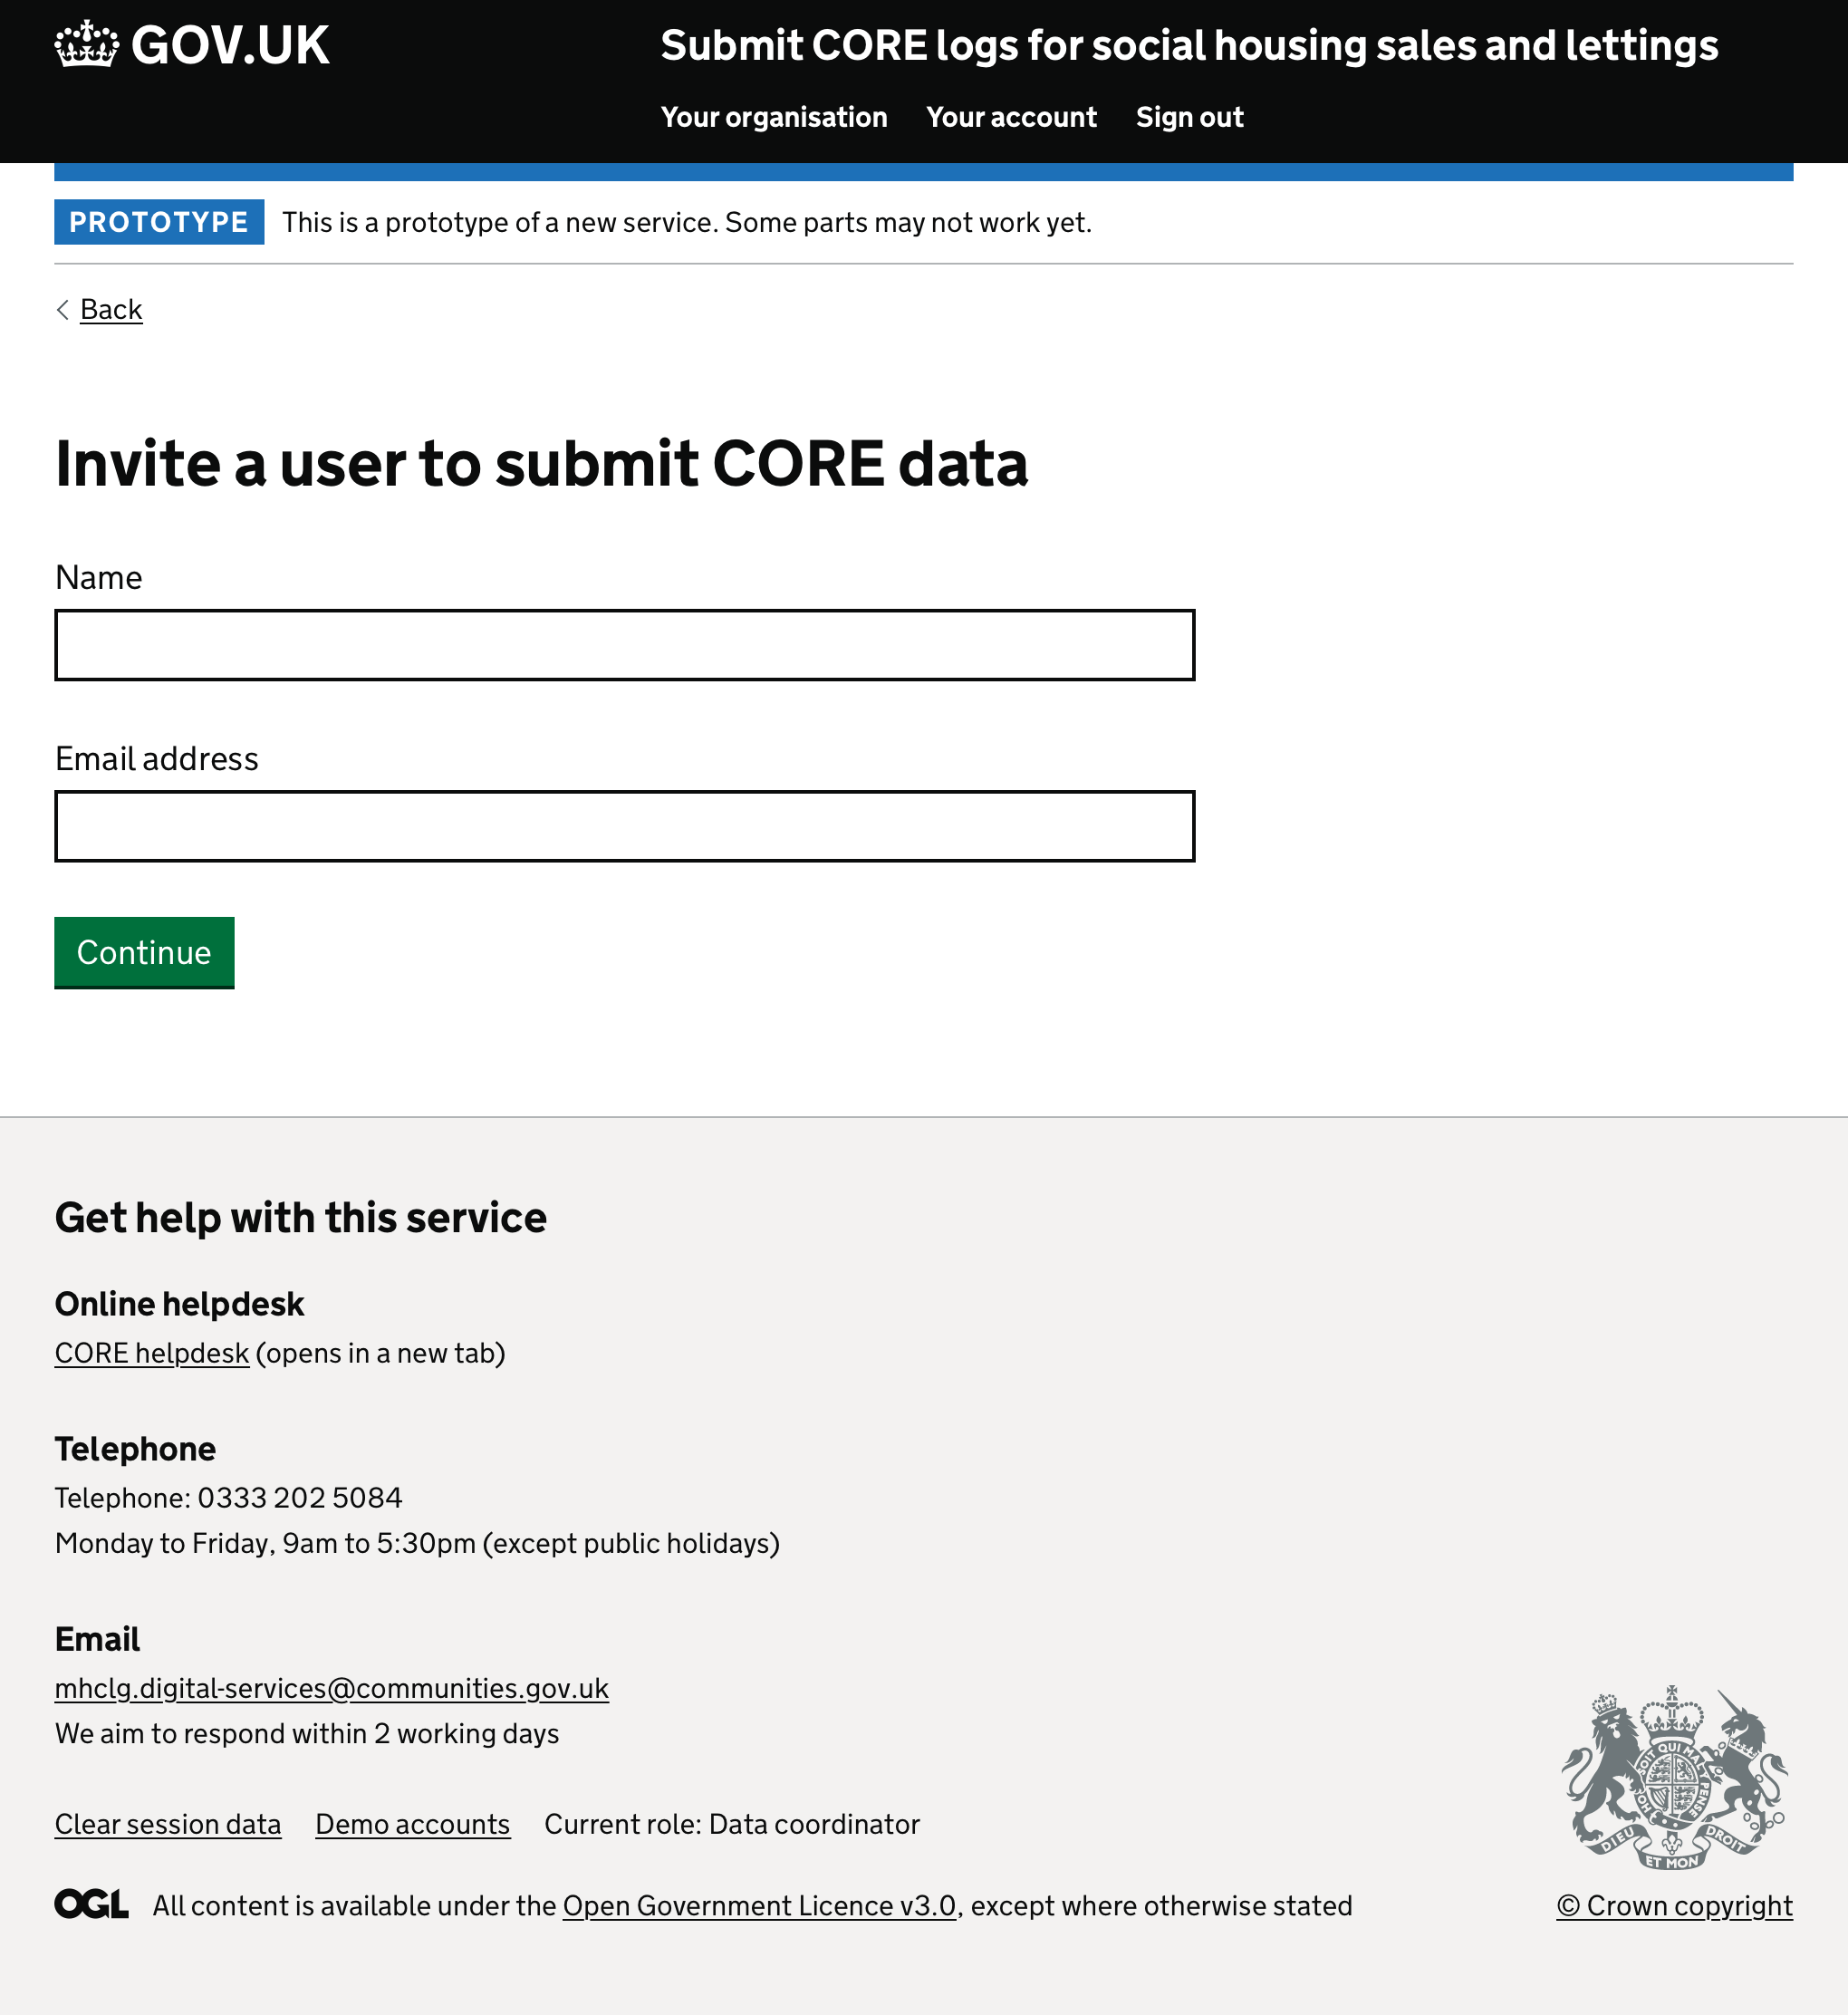 GOV.UK
Submit CORE logs for social housing sales and lettings
Your organisation Your account Sign out
PROTOTYPE This is a prototype of a new service. Some parts may not work yet.
Back
Invite a user to submit CORE data
Name
Email address
Continue
Get help with this service
Online helpdesk
CORE helpdesk (opens in a new tab)
Telephone
Telephone: 0333 202 5084
Monday to Friday, 9am to 5:30pm (except public holidays)
Email
mhclg.digital-services@communities.gov.uk
We aim to respond within 2 working days
Clear session data Demo accounts Current role: Data coordinator
DIEU ET MON DROIT
OGL All content is available under the Open Government Licence v3.0, except where otherwise stated
© Crown copyright